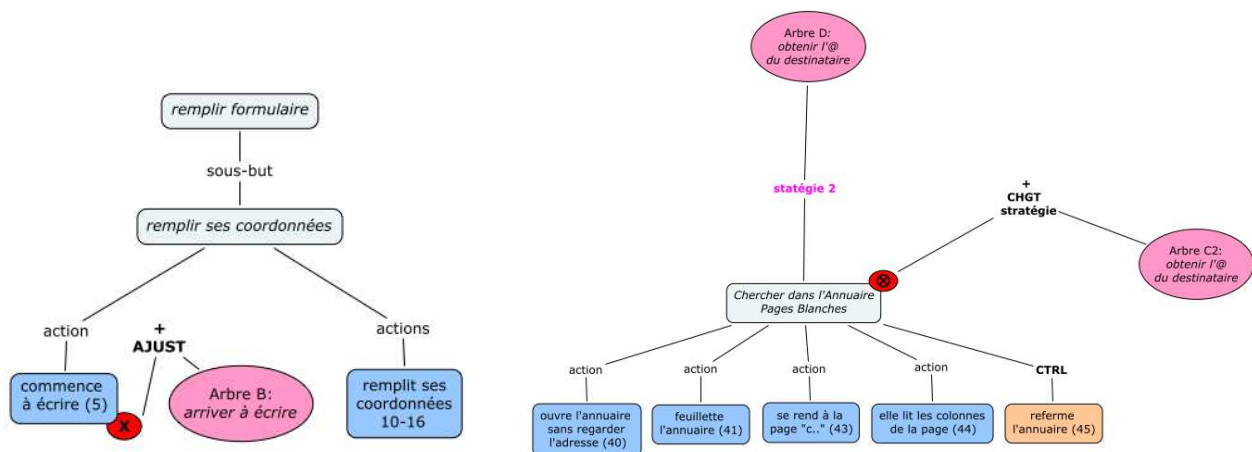 remplir formulaire
sous-but
remplir ses coordonnées
action
+
AJUST
actions
commence
à écrire (5)
X
Arbre B:
arriver à écrire
remplit ses
coordonnées
10-16
Arbre D:
obtenir l'@
du destinataire
statégie 2
+
CHGT
stratégie
Arbre C2:
obtenir l'@
du destinataire
Chercher dans l'Annuaire
Pages Blanches
action
action
action
action
CTRL
ouvre l'annuaire
sans regarder
l'adresse (40)
feuillette
l'annuaire (41)
se rend à la
page "c.." (43)
elle lit les colonnes
de la page (44)
referme
l'annuaire (45)